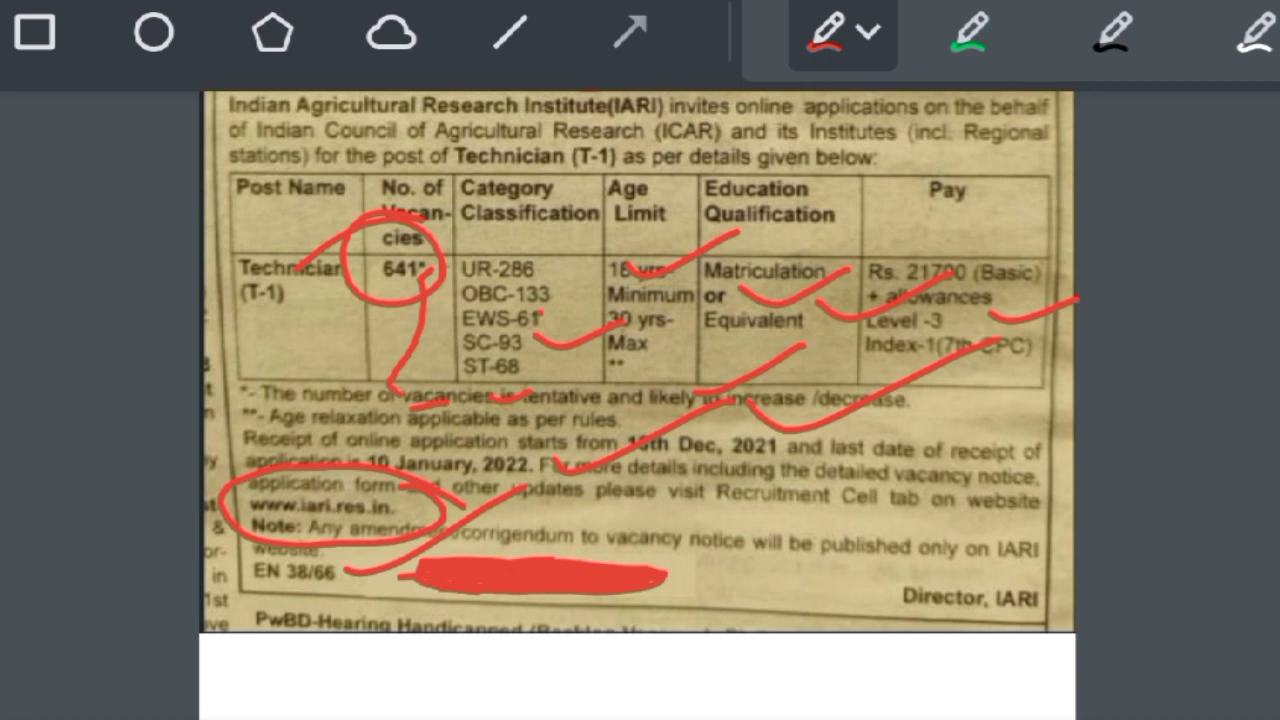 Indian Agricultural Research Institute(IARI) invites online applications on the behalf
of Indian Council of Agricultural Research (ICAR) and its Institutes (incl. Regional
stations) for the post of Technician (T-1) as per details given below:
Post Name No. of Vacan-cies Category Classification Age Limit Education Qualification Pay
Technician (T-1)
641*
UR-286
OBC-133
EWS-61
SC-93
ST-68
18 yrs-
Minimum
30 yrs-
Max
**
Matriculation
or
Equivalent
Rs. 21700 (Basic)
+ allowances
Level -3
Index-1(7th CPC)
*- The number of vacancies is tentative and likely to increase /decrease.
**- Age relaxation applicable as per rules.
Receipt of online application starts from Dec, 2021 and last date of receipt of
application is 10 January, 2022. For more details including the detailed vacancy notice,
application form and other updates please visit Recruitment Cell tab on website
www.iari.res.in.
Note: Any amendment/corrigendum to vacancy notice will be published only on IARI
website.
EN 38/66
Director, IARI
PwBD-Hearing Handicapped